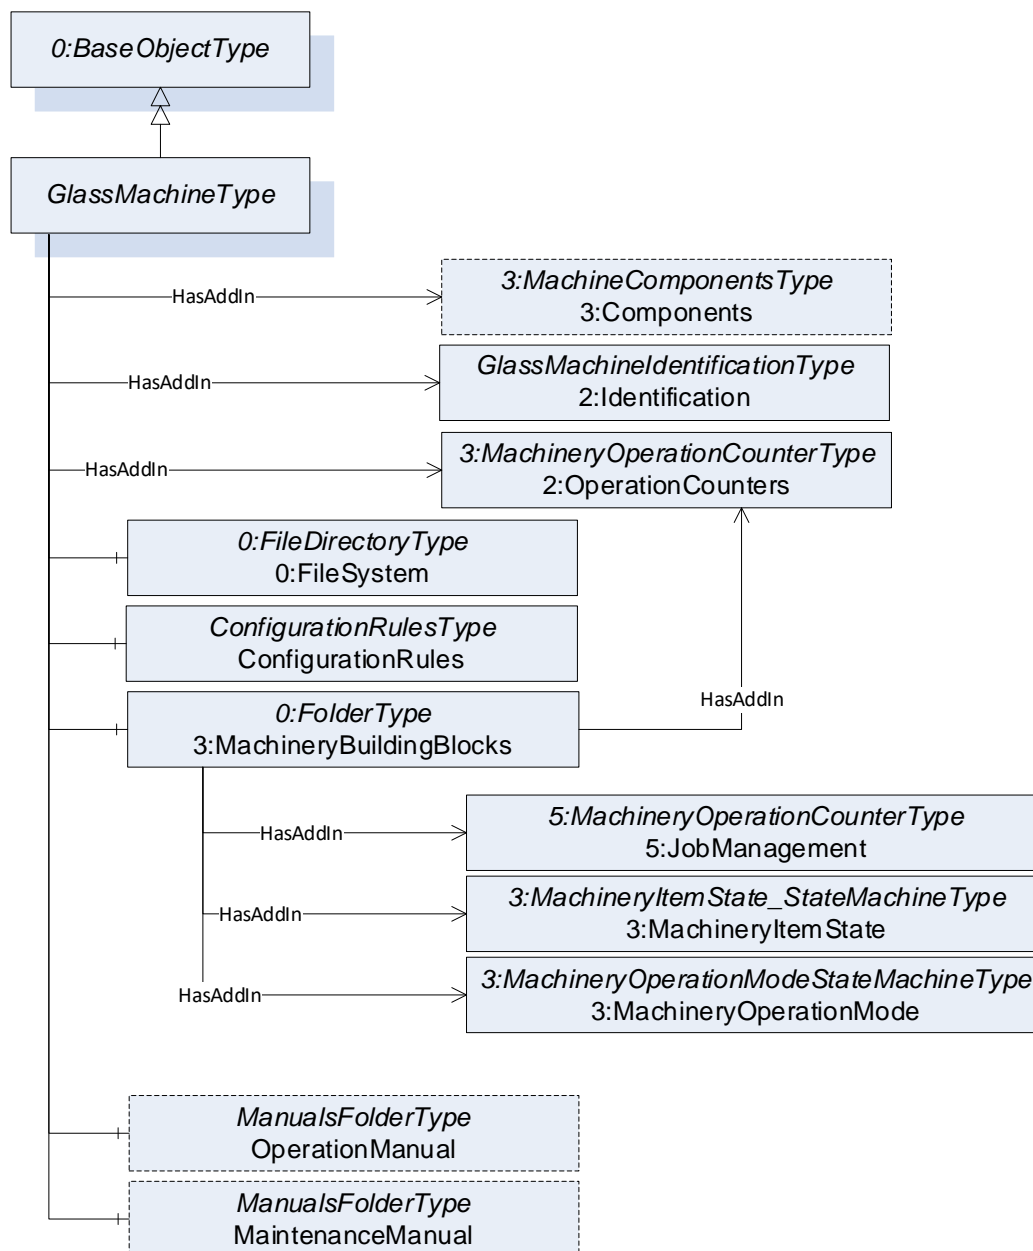 0:BaseObjectType
GlassMachineType
3:MachineComponentsType
3:Components
HasAddIn
GlassMachineIdentificationType
2:Identification
HasAddIn
3:MachineryOperationCounterType
2:OperationCounters
HasAddIn
0:FileDirectoryType
0:FileSystem
ConfigurationRulesType
ConfigurationRules
0:FolderType
3:MachineryBuildingBlocks
HasAddIn
5:MachineryOperationCounterType
5:JobManagement
HasAddIn
3:MachineryItemState_StateMachineType
3:MachineryItemState
HasAddIn
3:MachineryOperationModeStateMachineType
3:MachineryOperationMode
HasAddIn
ManualsFolderType
OperationManual
ManualsFolderType
MaintenanceManual